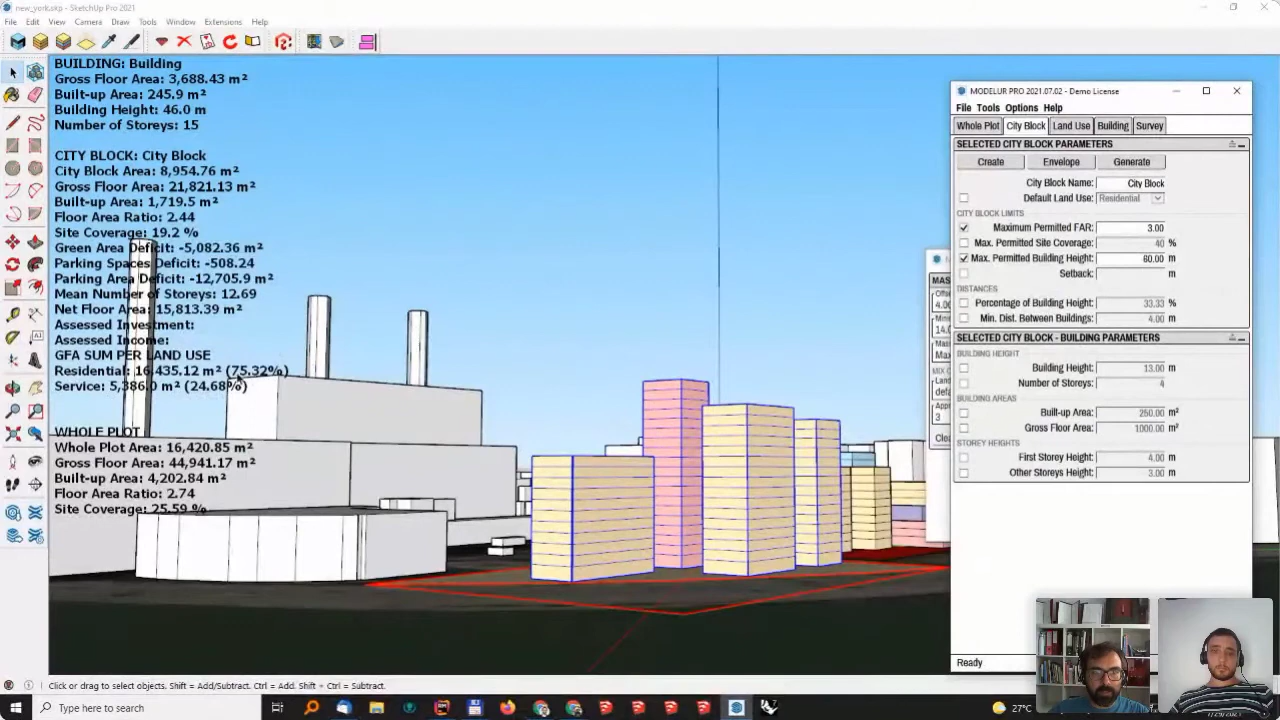 new_york.skp - SketchUp Pro 2021
File Edit View Camera Draw Tools Window Extensions Help
BUILDING: Building
Gross Floor Area: 3,688.43 m²
Built-up Area: 245.9 m²
Building Height: 46.0 m
Number of Storeys: 15
CITY BLOCK: City Block
City Block Area: 8,954.76 m²
Gross Floor Area: 21,821.13 m²
Built-up Area: 1,719.5 m²
Floor Area Ratio: 2.44
Site Coverage: 19.2 %
Green Area Deficit: -5,082.36 m²
Parking Spaces Deficit: -508.24
Parking Area Deficit: -12,705.9 m²
Mean Number of Storeys: 12.69
Net Floor Area: 15,813.39 m²
Assessed Investment:
Assessed Income:
GFA SUM PER LAND USE
Residential: 16,435.12 m² (75.32%)
Service: 5,386.0 m² (24.68%)
WHOLE PLOT
Whole Plot Area: 16,420.85 m²
Gross Floor Area: 44,941.17 m²
Built-up Area: 4,202.84 m²
Floor Area Ratio: 2.74
Site Coverage: 25.59 %
MODELUR PRO 2021.07.02 - Demo License
File Tools Options Help
Whole Plot City Block Land Use Building Survey
SELECTED CITY BLOCK PARAMETERS
Create Envelope Generate
City Block Name: City Block
Default Land Use: Residential
CITY BLOCK LIMITS
Maximum Permitted FAR: 3.00
Max. Permitted Site Coverage: 40 %
Max. Permitted Building Height: 60.00 m
Setback: m
DISTANCES
Percentage of Building Height: 33.33 %
Min. Dist. Between Buildings: 4.00 m
SELECTED CITY BLOCK - BUILDING PARAMETERS
BUILDING HEIGHT
Building Height: 13.00 m
Number of Storeys: 4
BUILDING AREAS
Built-up Area: 250.00 m²
Gross Floor Area: 1000.00 m²
STOREY HEIGHTS
First Storey Height: 4.00 m
Other Storeys Height: 3.00 m
Ready
Click or drag to select objects. Shift = Add/Subtract. Ctrl = Add. Shift + Ctrl = Subtract.
Type here to search
27°C